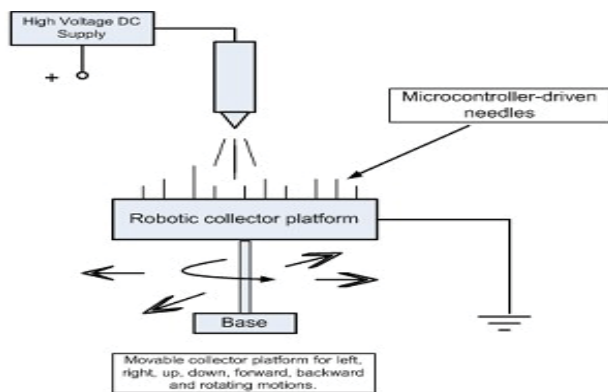 High Voltage DC
Supply
+
Microcontroller-driven
needles
Robotic collector platform
Base
Movable collector platform for left,
right, up, down, forward, backward
and rotating motions.